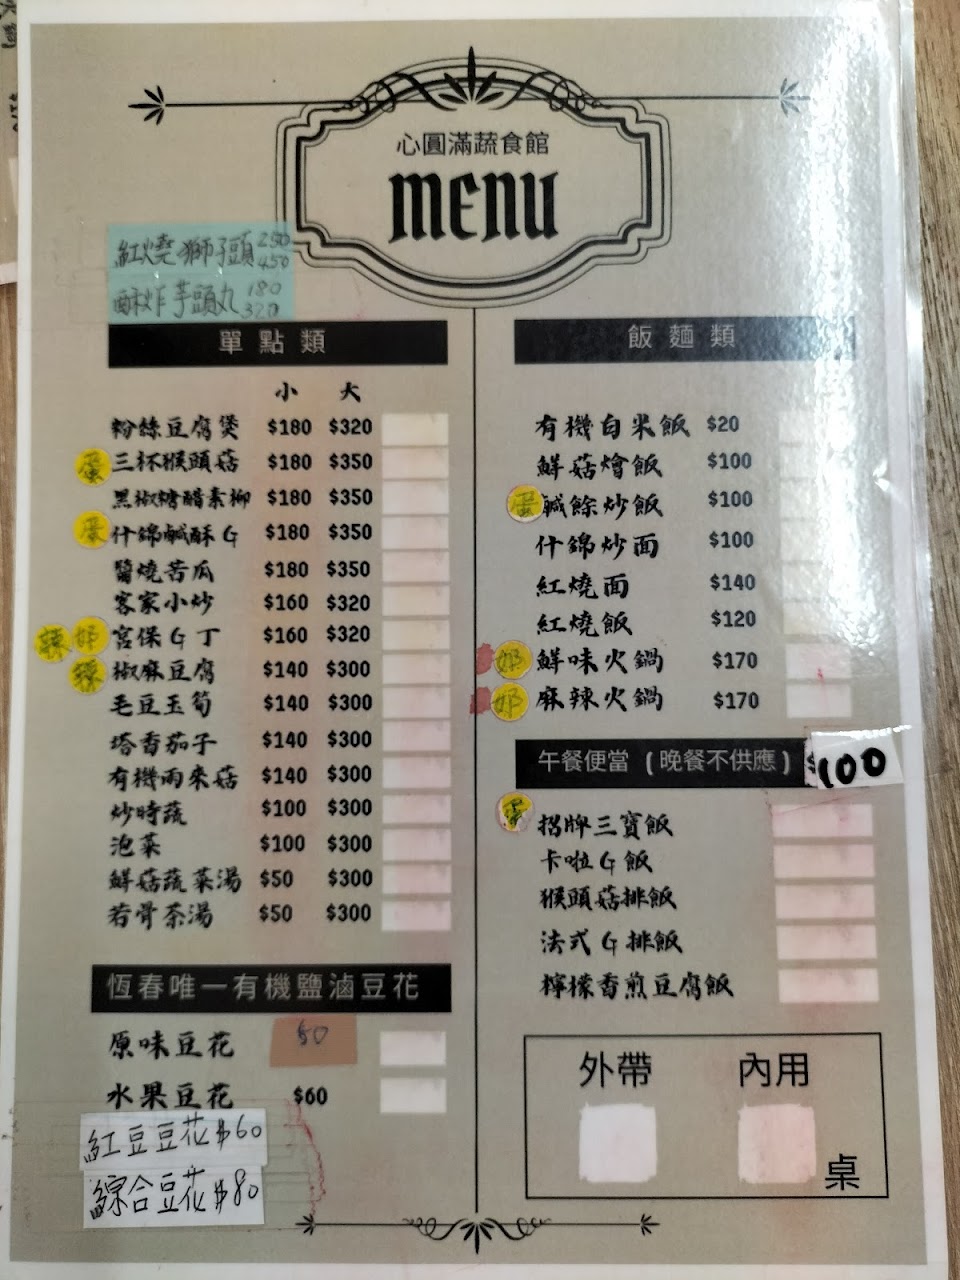 心圓滿蔬食館
MENU
紅燒獅子頭 250 450
酥炸芋頭丸 180 320
單點類
小 大
粉絲豆腐煲 $180 $320
蛋 三杯猴頭菇 $180 $350
黑椒糖醋素柳 $180 $350
蛋 什錦鹹酥G $180 $350
醬燒苦瓜 $180 $350
客家小炒 $160 $320
辣 奶 宮保G丁 $160 $320
辣 椒麻豆腐 $140 $300
毛豆玉筍 $140 $300
塔香茄子 $140 $300
有機雨來菇 $140 $300
炒時蔬 $100 $300
泡菜 $100 $300
鮮菇蔬菜湯 $50 $300
若骨茶湯 $50 $300
恆春唯一有機鹽滷豆花
原味豆花
水果豆花 $60
紅豆豆花$60
綜合豆花$80
飯麵類
有機白米飯 $20
鮮菇燴飯 $100
蛋 鹹餘炒飯 $100
什錦炒面 $100
紅燒面 $140
紅燒飯 $120
奶 鮮味火鍋 $170
奶 麻辣火鍋 $170
午餐便當（晚餐不供應） $100
蛋 招牌三寶飯
卡啦G飯
猴頭菇排飯
法式G排飯
檸檬香煎豆腐飯
外帶 內用
桌